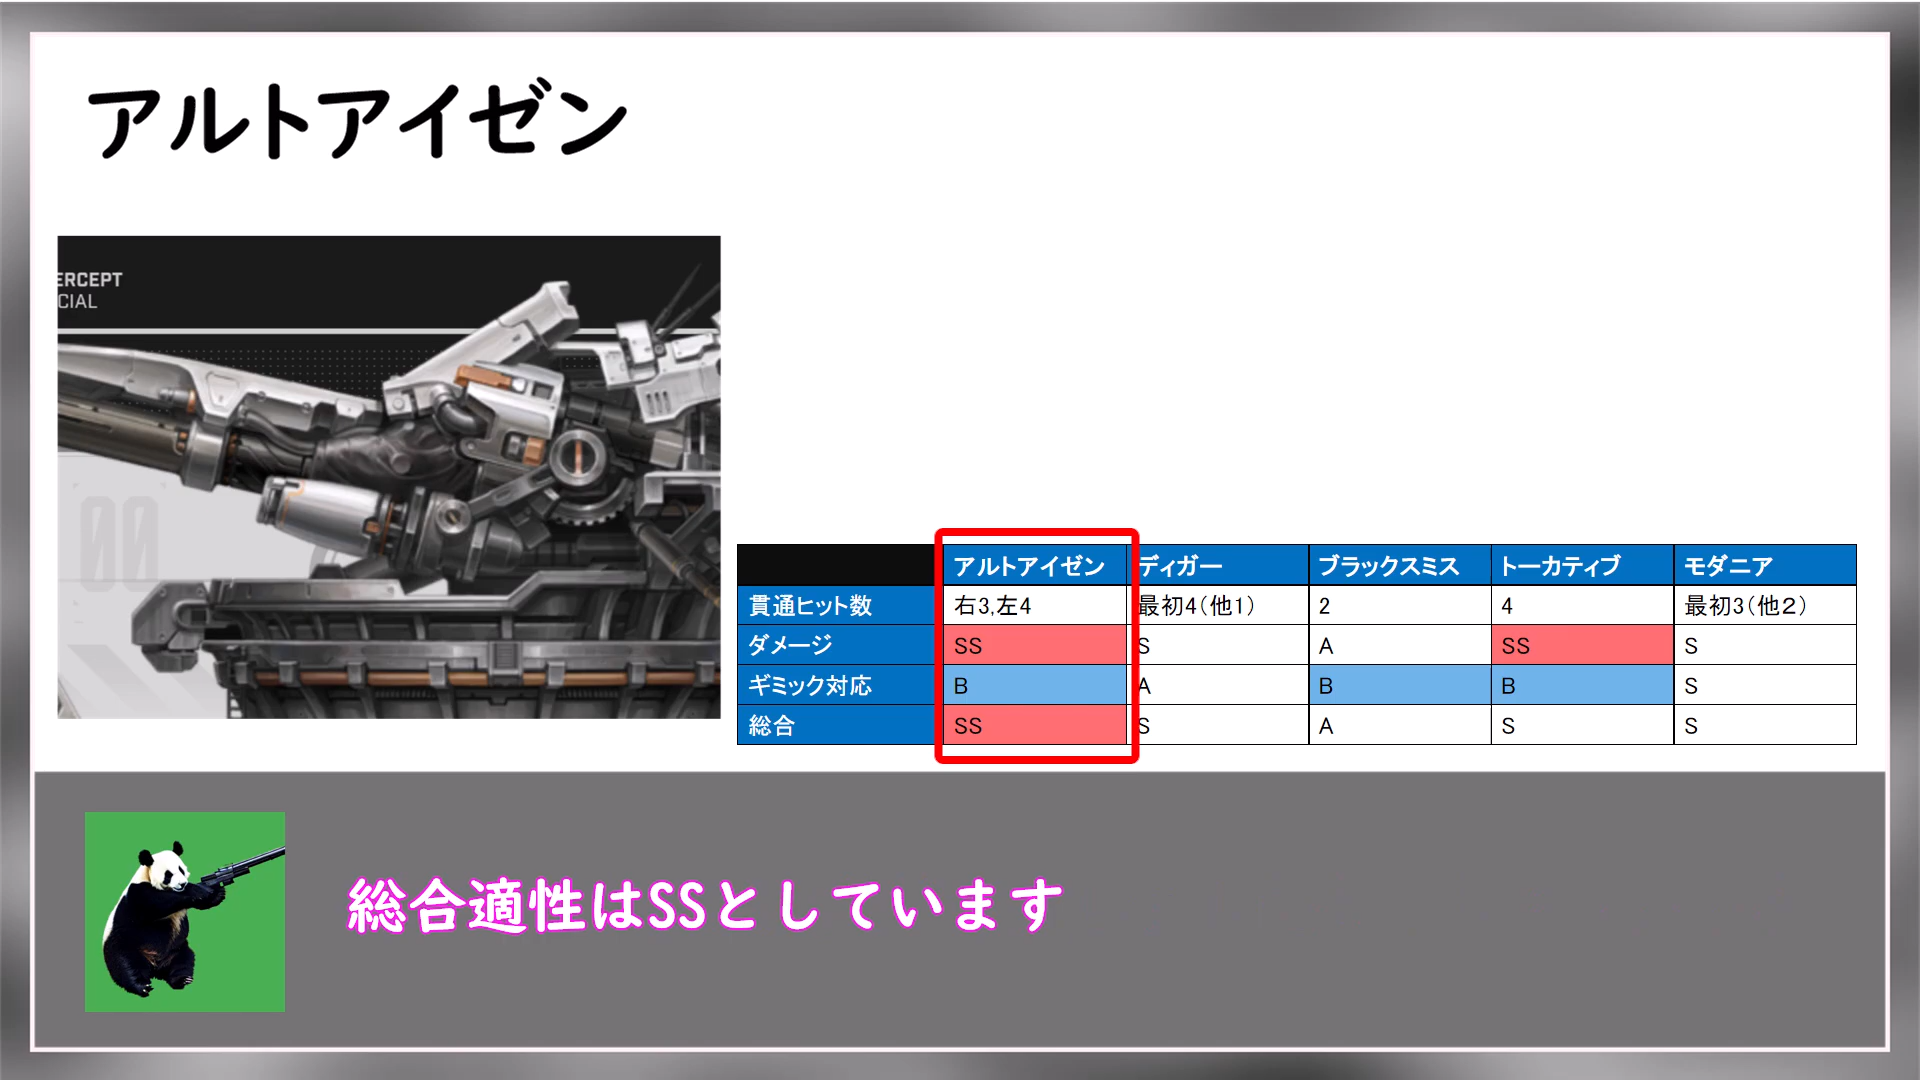 アルトアイゼン
ERCEPT
CIAL
00
アルトアイゼン ディガー ブラックスミス トーカティブ モダニア
貫通ヒット数 右3,左4 最初4(他1) 2 4 最初3(他2)
ダメージ SS S A SS S
ギミック対応 B A B B S
総合 SS S A S S
総合適性はSSとしています